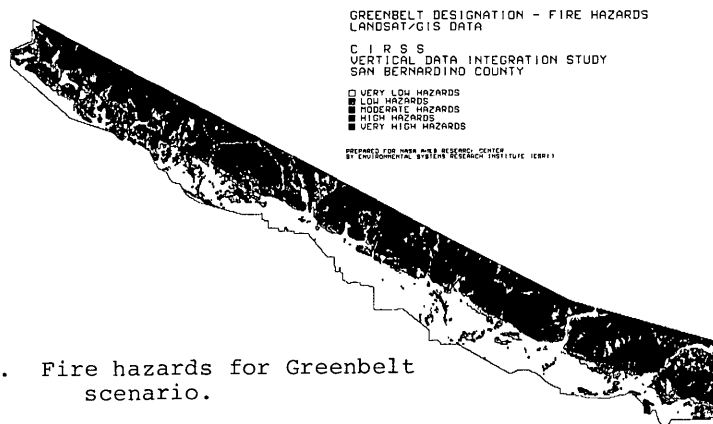 GREENBELT DESIGNATION - FIRE HAZARDS
LANDSAT/GIS DATA
C I R S S
VERTICAL DATA INTEGRATION STUDY
SAN BERNARDINO COUNTY
VERY LOW HAZARDS
LOW HAZARDS
MODERATE HAZARDS
HIGH HAZARDS
VERY HIGH HAZARDS
PREPARED FOR NASA AMES RESEARCH CENTER
BY ENVIRONMENTAL SYSTEMS RESEARCH INSTITUTE (ESRI)
. Fire hazards for Greenbelt
scenario.